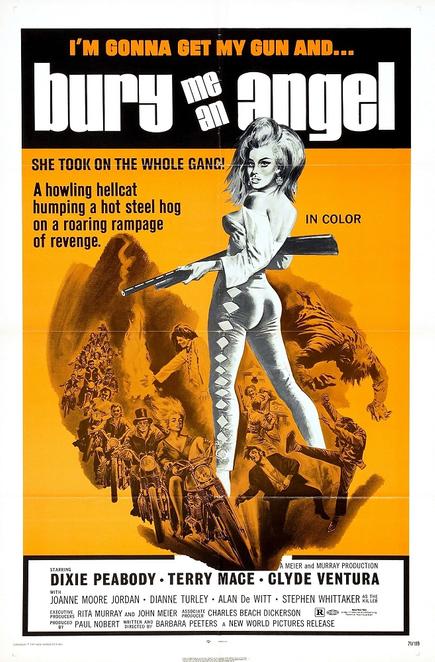 I'M GONNA GET MY GUN AND...
bury me an angel
SHE TOOK ON THE WHOLE GANG!
A howling hellcat
humping a hot steel hog
on a roaring rampage
of revenge.
IN COLOR
A MEIER and MURRAY PRODUCTION
STARRING
DIXIE PEABODY • TERRY MACE • CLYDE VENTURA
WITH
JOANNE MOORE JORDAN • DIANNE TURLEY • ALAN De WITT • STEPHEN WHITTAKER AS THE KILLER
EXECUTIVE PRODUCERS RITA MURRAY AND JOHN MEIER ASSOCIATE PRODUCER CHARLES BEACH DICKERSON
R
PRODUCED BY PAUL NOBERT WRITTEN AND DIRECTED BY BARBARA PEETERS A NEW WORLD PICTURES RELEASE